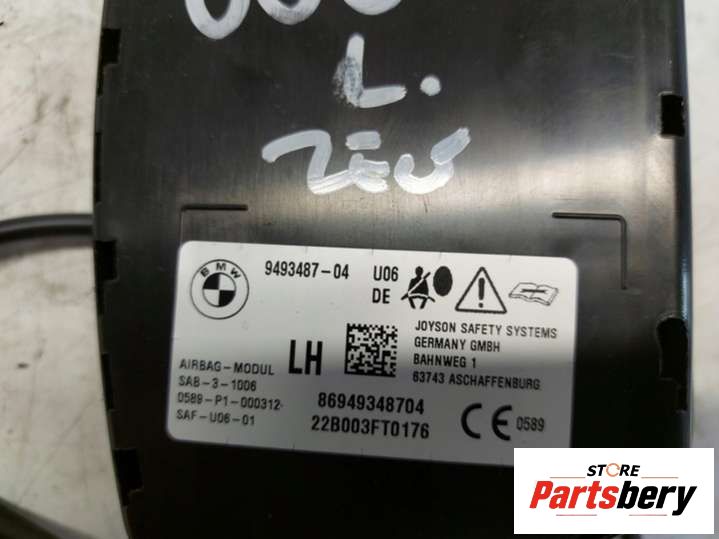 L.
BMW
9493487-04
U06
DE
LH
JOYSON SAFETY SYSTEMS
GERMANY GMBH
BAHNWEG 1
63743 ASCHAFFENBURG
AIRBAG-MODUL
SAB-3-1006
0589-P1-000312
SAF-U06-01
86949348704
22B003FT0176
CE 0589
STORE
Partsbery